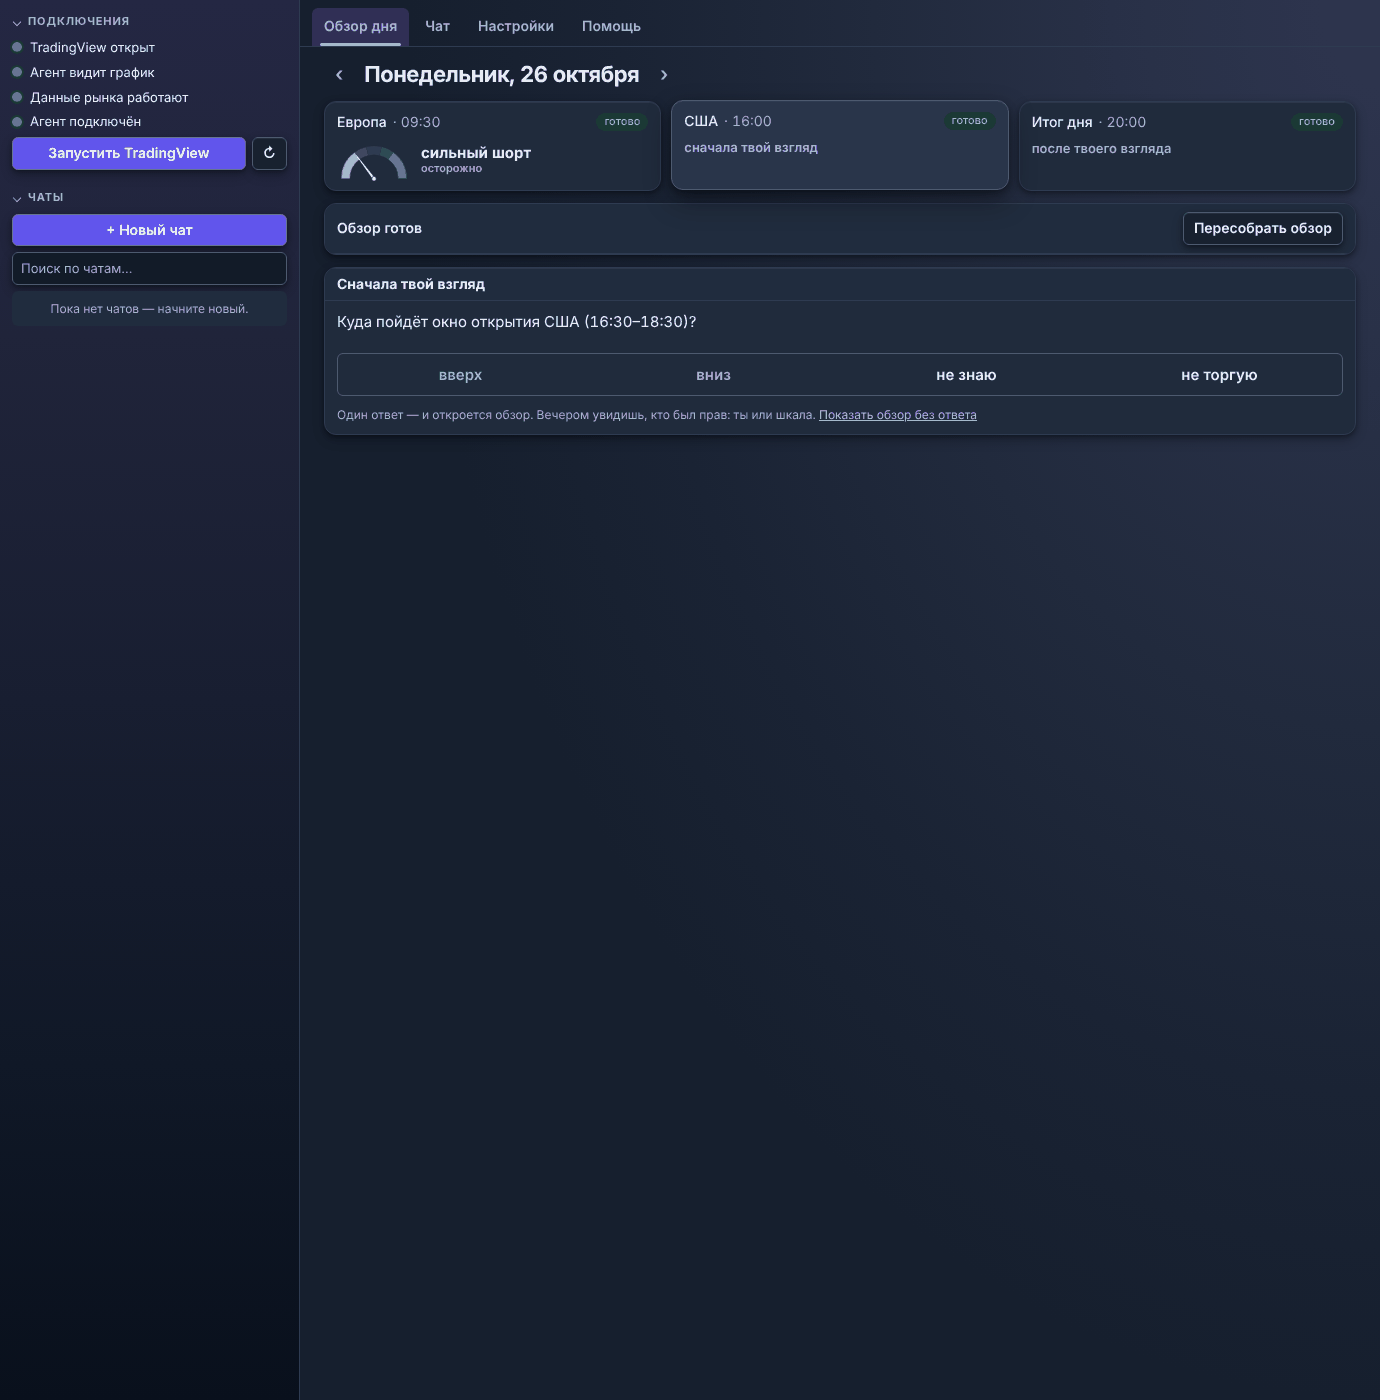 ПОДКЛЮЧЕНИЯ
TradingView открыт
Агент видит график
Данные рынка работают
Агент подключён
Запустить TradingView
ЧАТЫ
+ Новый чат
Поиск по чатам...
Пока нет чатов — начните новый.
Обзор дня Чат Настройки Помощь
‹ Понедельник, 26 октября ›
Европа · 09:30 готово
сильный шорт
осторожно
США · 16:00 готово
сначала твой взгляд
Итог дня · 20:00 готово
после твоего взгляда
Обзор готов Пересобрать обзор
Сначала твой взгляд
Куда пойдёт окно открытия США (16:30–18:30)?
вверх вниз не знаю не торгую
Один ответ — и откроется обзор. Вечером увидишь, кто был прав: ты или шкала. Показать обзор без ответа